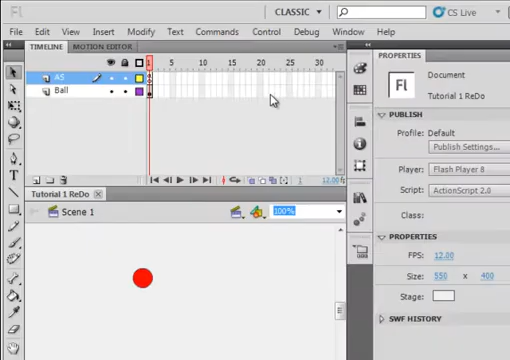 Fl CLASSIC CS Live
File Edit View Insert Modify Text Commands Control Debug Window Help
TIMELINE MOTION EDITOR
1 5 10 15 20 25 30
AS
Ball
1 12.00
Tutorial 1 ReDo
Scene 1 100%
PROPERTIES
Fl Document
Tutorial 1 ReDo
PUBLISH
Profile: Default
Publish Settings...
Player: Flash Player 8
Script: ActionScript 2.0
Class:
PROPERTIES
FPS: 12.00
Size: 550 x 400
Stage:
SWF HISTORY